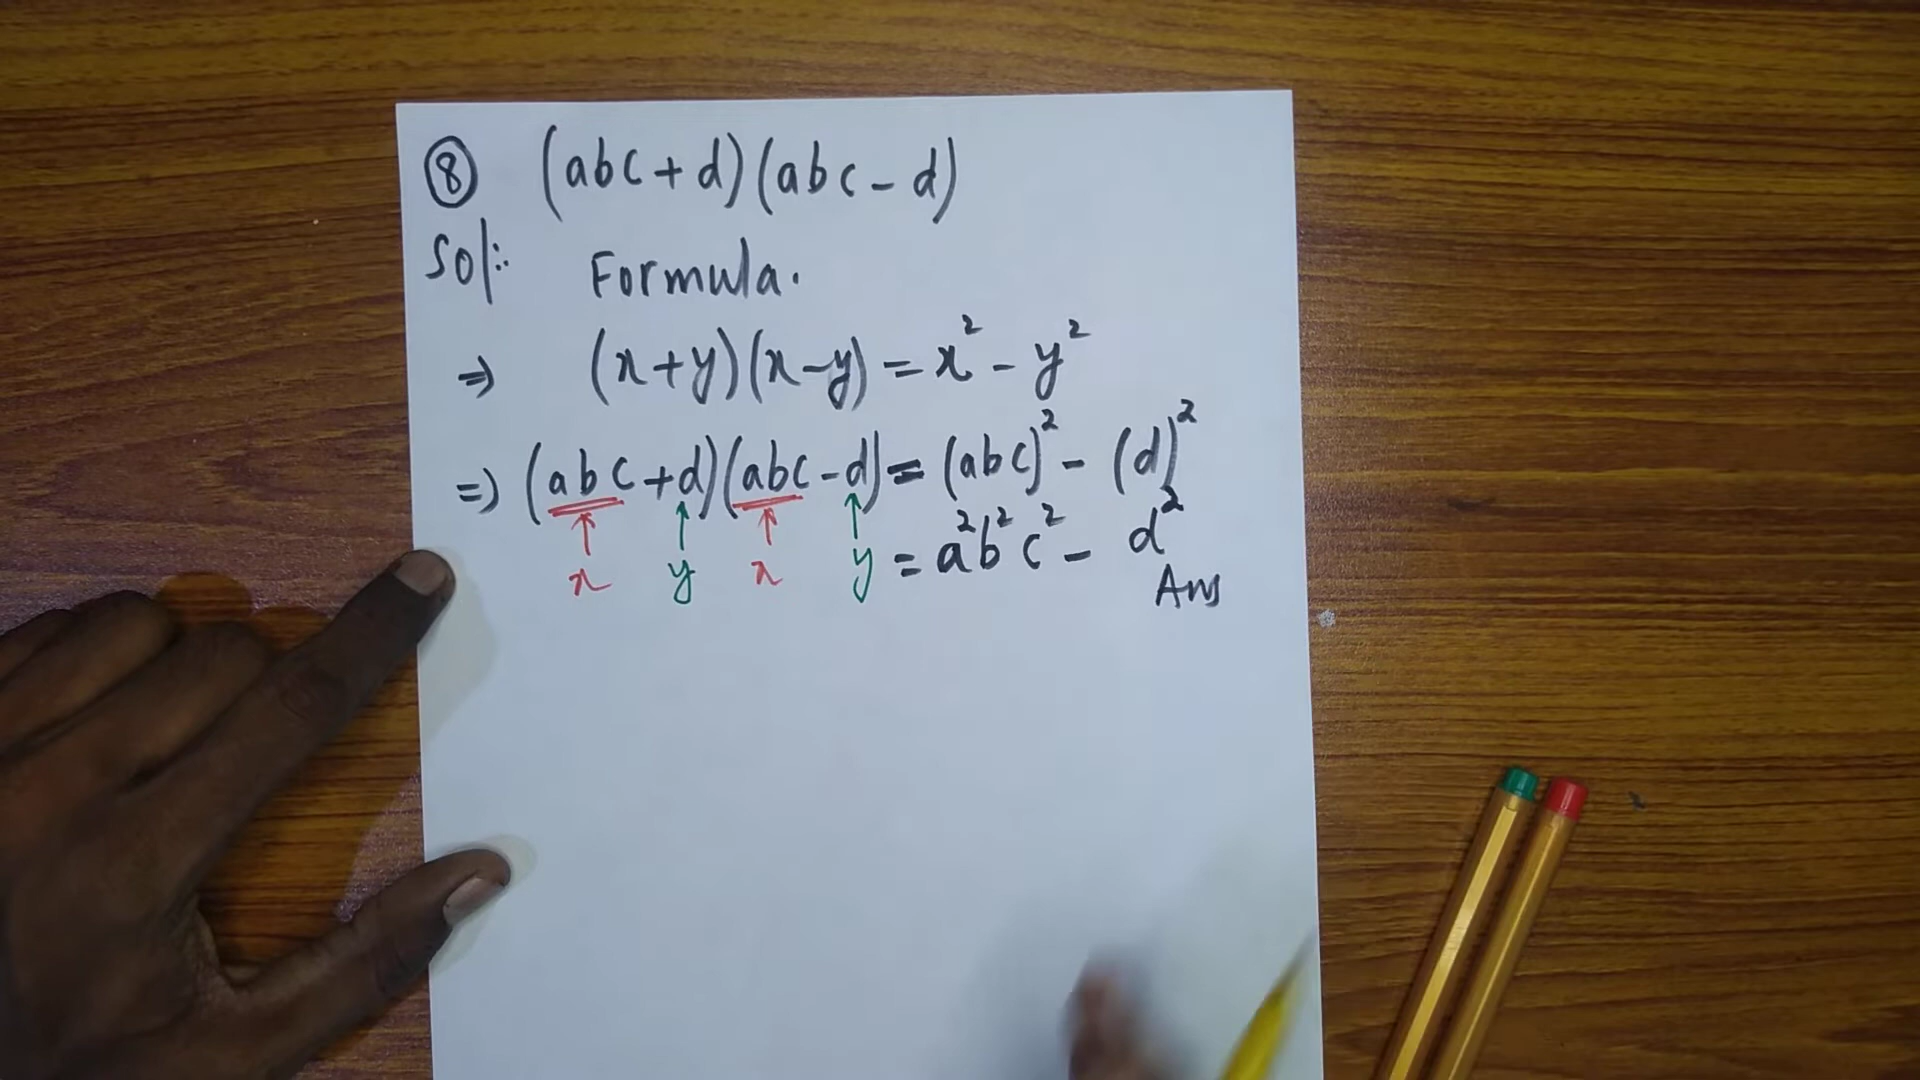 ⑧ (abc + d)(abc - d)
Sol:. Formula.
⇒ (x+y)(x-y) = x² - y²
⇒ (abc +d)(abc -d) = (abc)² - (d)²
x y x y = a²b²c² - d²
Ans